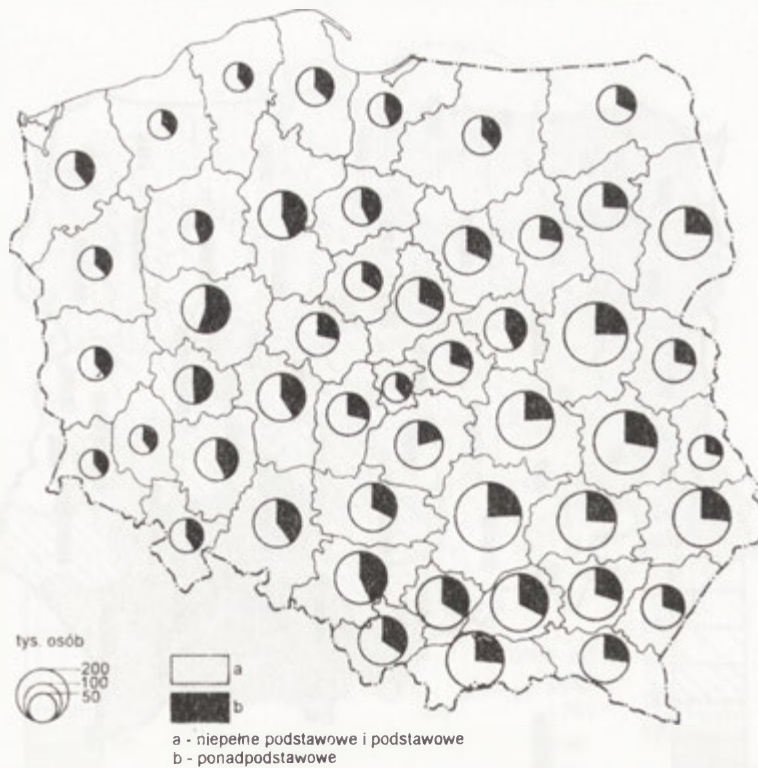 tys. osób
200
100
50
a
b
a - niepełne podstawowe i podstawowe
b - ponadpodstawowe